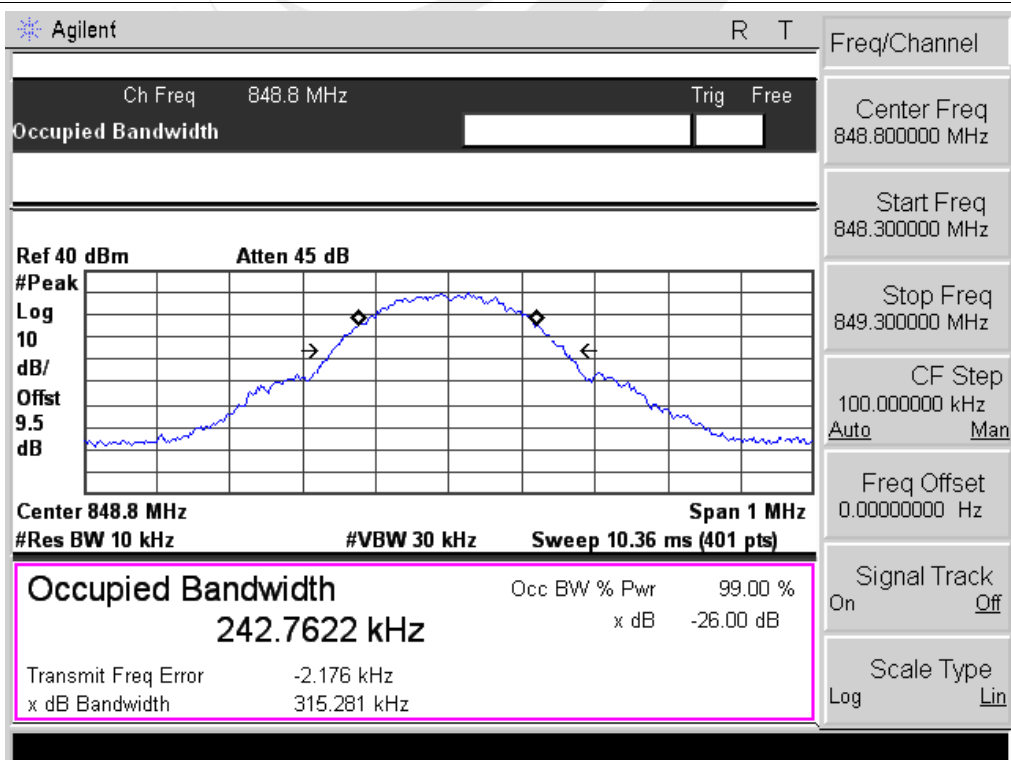 Agilent R T
Freq/Channel
Ch Freq 848.8 MHz Trig Free
Occupied Bandwidth
Center Freq
848.800000 MHz
Start Freq
848.300000 MHz
Stop Freq
849.300000 MHz
CF Step
100.000000 kHz
Auto Man
Freq Offset
0.00000000 Hz
Signal Track
On Off
Scale Type
Log Lin
Ref 40 dBm Atten 45 dB
#Peak
Log
10
dB/
Offst
9.5
dB
Center 848.8 MHz Span 1 MHz
#Res BW 10 kHz #VBW 30 kHz Sweep 10.36 ms (401 pts)
Occupied Bandwidth Occ BW % Pwr 99.00 %
242.7622 kHz x dB -26.00 dB
Transmit Freq Error -2.176 kHz
x dB Bandwidth 315.281 kHz